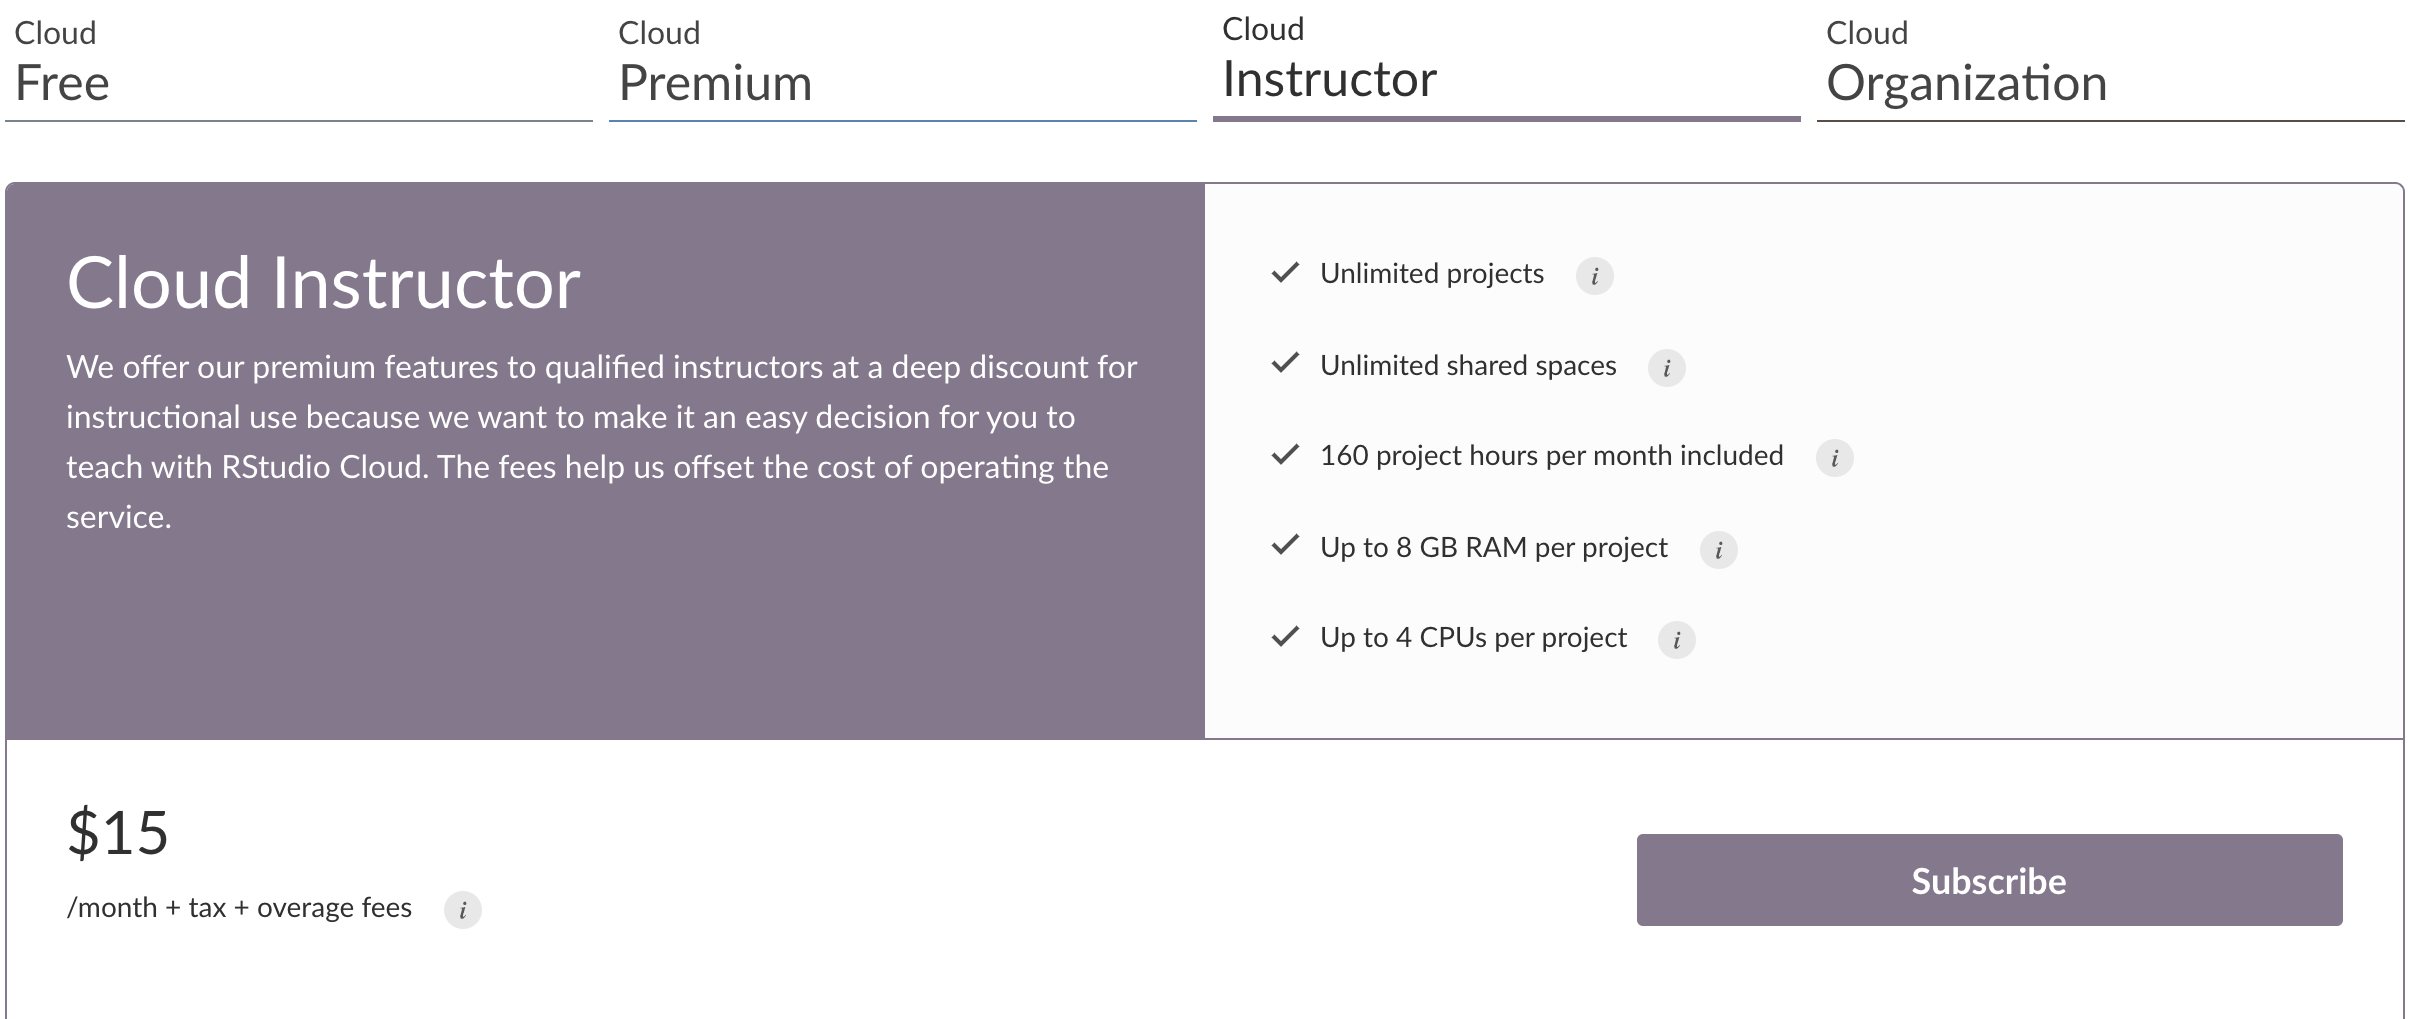 Cloud
Free
Cloud
Premium
Cloud
Instructor
Cloud
Organization
Cloud Instructor
We offer our premium features to qualified instructors at a deep discount for
instructional use because we want to make it an easy decision for you to
teach with RStudio Cloud. The fees help us offset the cost of operating the
service.
Unlimited projects i
Unlimited shared spaces i
160 project hours per month included i
Up to 8 GB RAM per project i
Up to 4 CPUs per project i
$15
/month + tax + overage fees i
Subscribe